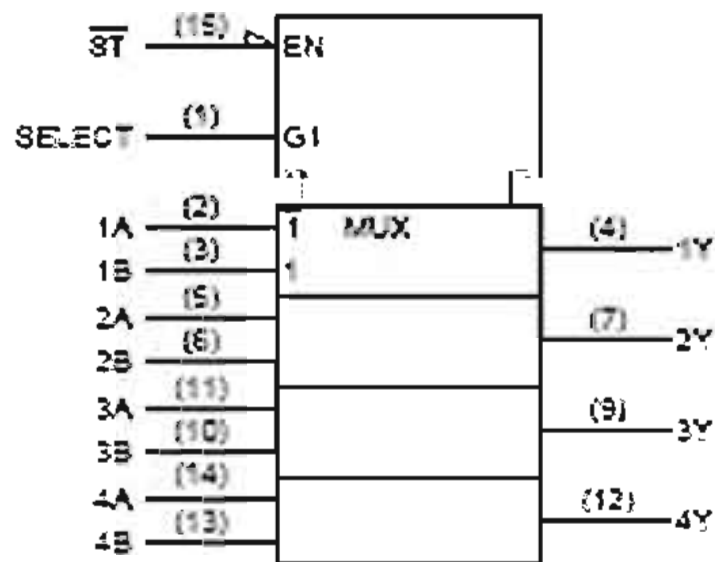 ST (15) EN
SELECT (1) G1
1A (2) 1 MUX (4) 1Y
1B (3) 1
2A (5) (7) 2Y
2B (6)
3A (11) (9) 3Y
3B (10)
4A (14) (12) 4Y
4B (13)